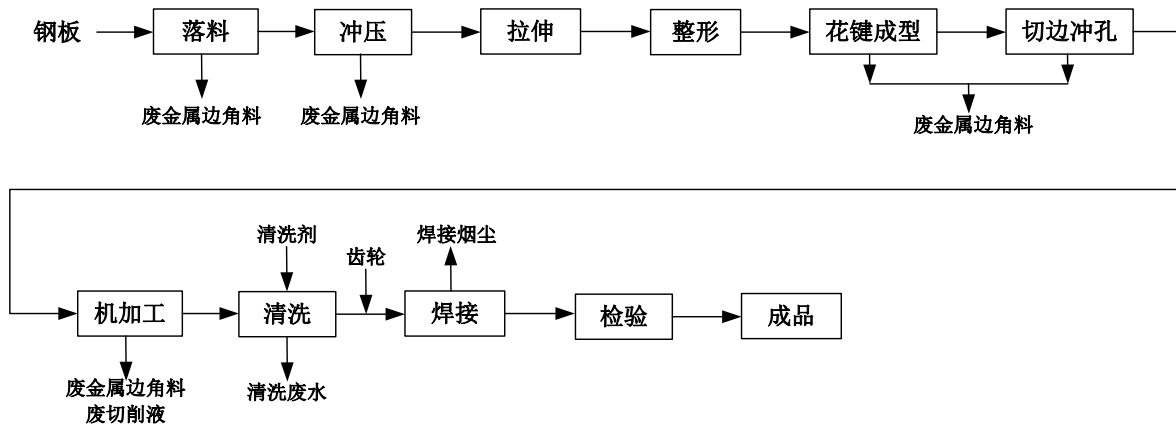 钢板
落料
冲压
拉伸
整形
花键成型
切边冲孔
废金属边角料
废金属边角料
废金属边角料
清洗剂
齿轮
焊接烟尘
机加工
清洗
焊接
检验
成品
废金属边角料
废切削液
清洗废水